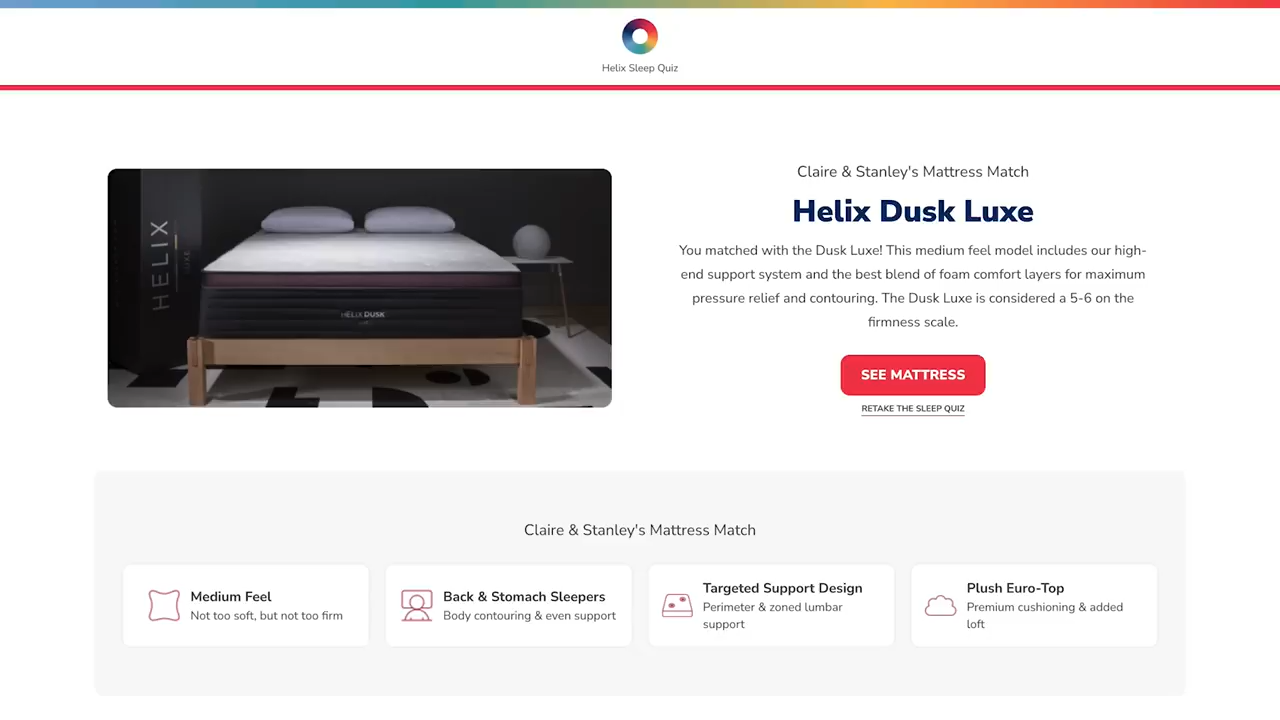 Helix Sleep Quiz
HELIX
LUXE
HELIX DUSK
Claire & Stanley's Mattress Match
Helix Dusk Luxe
You matched with the Dusk Luxe! This medium feel model includes our high-
end support system and the best blend of foam comfort layers for maximum
pressure relief and contouring. The Dusk Luxe is considered a 5-6 on the
firmness scale.
SEE MATTRESS
RETAKE THE SLEEP QUIZ
Claire & Stanley's Mattress Match
Medium Feel
Not too soft, but not too firm
Back & Stomach Sleepers
Body contouring & even support
Targeted Support Design
Perimeter & zoned lumbar
support
Plush Euro-Top
Premium cushioning & added
loft